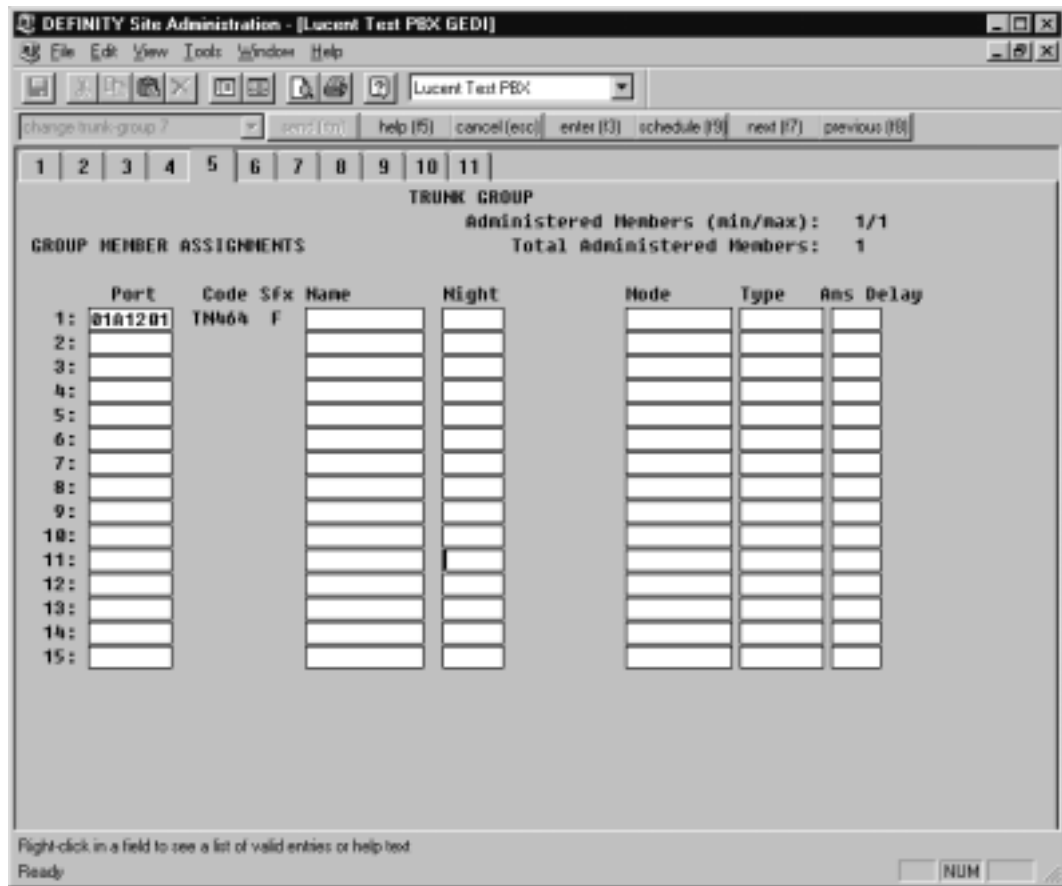 DEFINITY Site Administration - [Lucent Test PBX GEDI]
File Edit View Tools Window Help
Lucent Test PBX
change trunk-group 7 send (rtn) help (f5) cancel (esc) enter (f3) schedule (f9) next (f7) previous (f8)
1 2 3 4 5 6 7 8 9 10 11
TRUNK GROUP
Administered Members (min/max): 1/1
GROUP MEMBER ASSIGNMENTS Total Administered Members: 1
Port Code Sfx Name Night Mode Type Ans Delay
1: 01A1201 TN464 F
2:
3:
4:
5:
6:
7:
8:
9:
10:
11:
12:
13:
14:
15:
Right-click in a field to see a list of valid entries or help text
Ready NUM